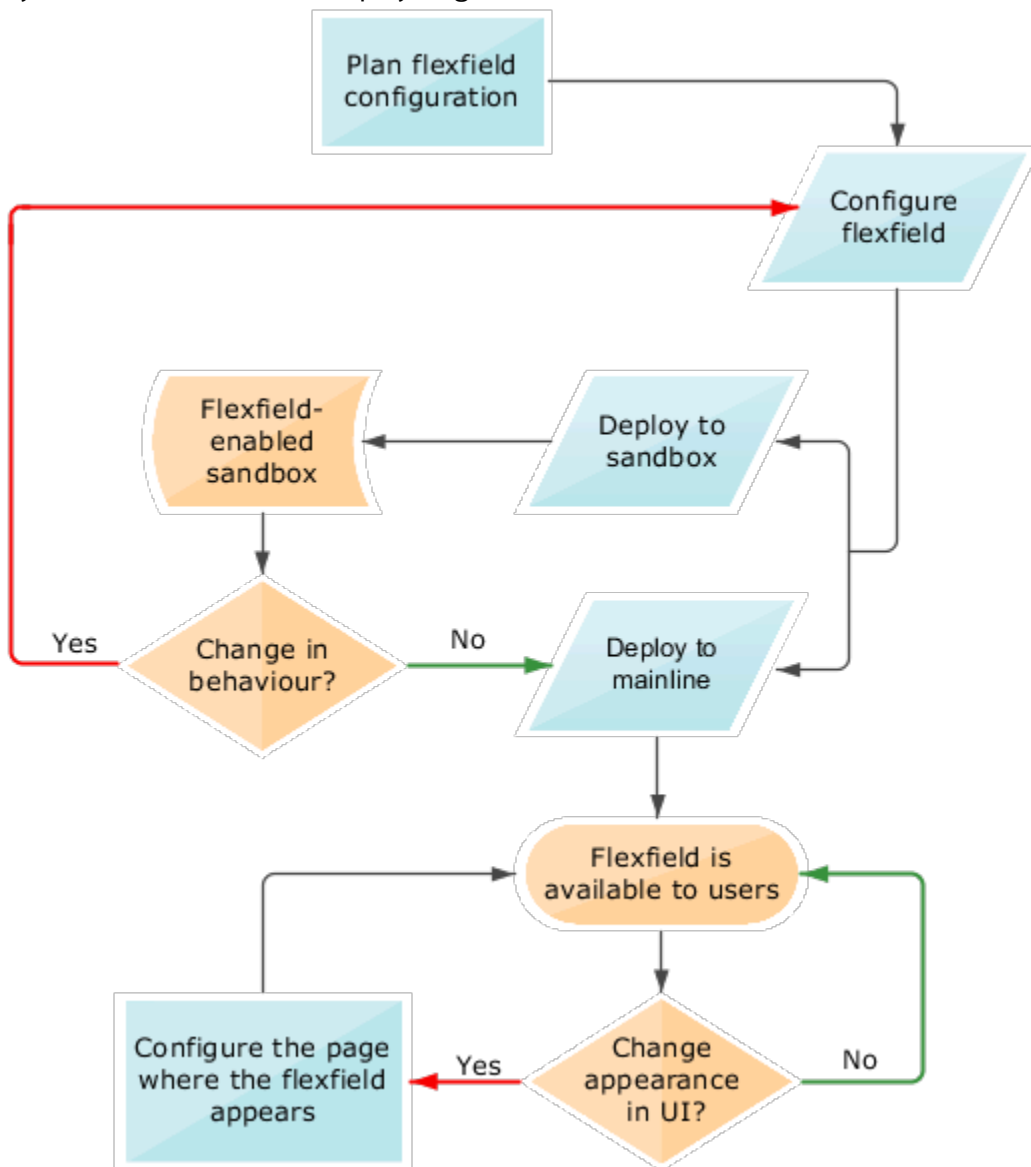 Plan flexfield
configuration
Configure
flexfield
Flexfield-
enabled
sandbox
Deploy to
sandbox
Yes
Change in
behaviour?
No
Deploy to
mainline
Flexfield is
available to users
Configure the page
where the flexfield
appears
Yes
Change
appearance
in UI?
No